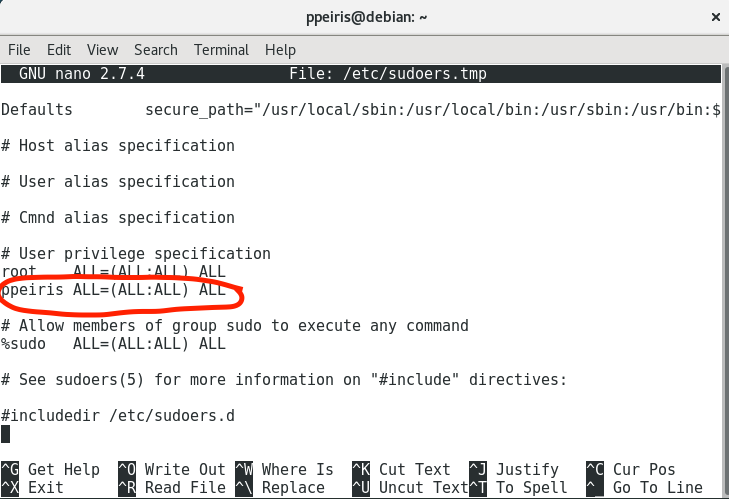 ppeiris@debian: ~
×
File Edit View Search Terminal Help
GNU nano 2.7.4 File: /etc/sudoers.tmp
Defaults secure_path="/usr/local/sbin:/usr/local/bin:/usr/sbin:/usr/bin:$
# Host alias specification
# User alias specification
# Cmnd alias specification
# User privilege specification
root ALL=(ALL:ALL) ALL
ppeiris ALL=(ALL:ALL) ALL
# Allow members of group sudo to execute any command
%sudo ALL=(ALL:ALL) ALL
# See sudoers(5) for more information on "#include" directives:
#includedir /etc/sudoers.d
^G Get Help ^O Write Out ^W Where Is ^K Cut Text ^J Justify ^C Cur Pos
^X Exit ^R Read File ^\ Replace ^U Uncut Text ^T To Spell ^_ Go To Line